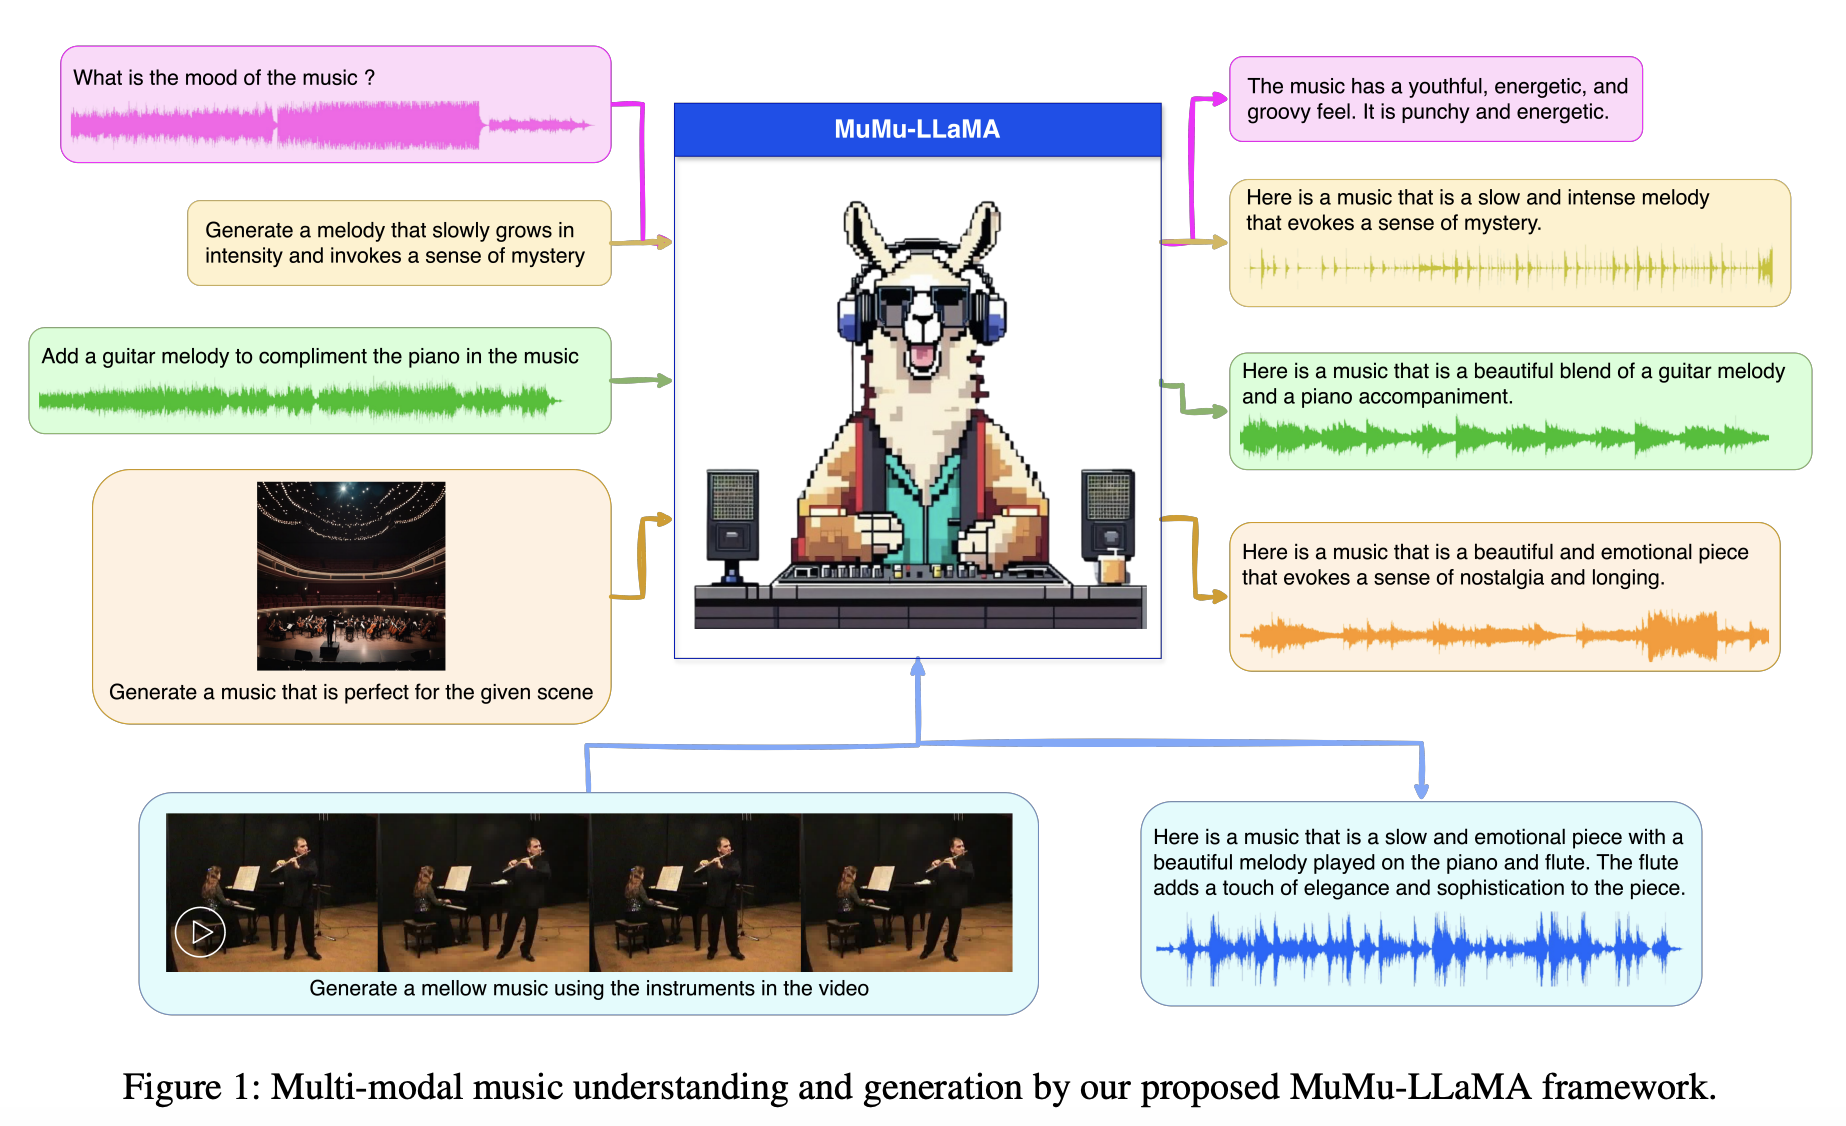 What is the mood of the music ?
Generate a melody that slowly grows in
intensity and invokes a sense of mystery
Add a guitar melody to compliment the piano in the music
Generate a music that is perfect for the given scene
MuMu-LLaMA
The music has a youthful, energetic, and
groovy feel. It is punchy and energetic.
Here is a music that is a slow and intense melody
that evokes a sense of mystery.
Here is a music that is a beautiful blend of a guitar melody
and a piano accompaniment.
Here is a music that is a beautiful and emotional piece
that evokes a sense of nostalgia and longing.
Generate a mellow music using the instruments in the video
Here is a music that is a slow and emotional piece with a
beautiful melody played on the piano and flute. The flute
adds a touch of elegance and sophistication to the piece.
Figure 1: Multi-modal music understanding and generation by our proposed MuMu-LLaMA framework.